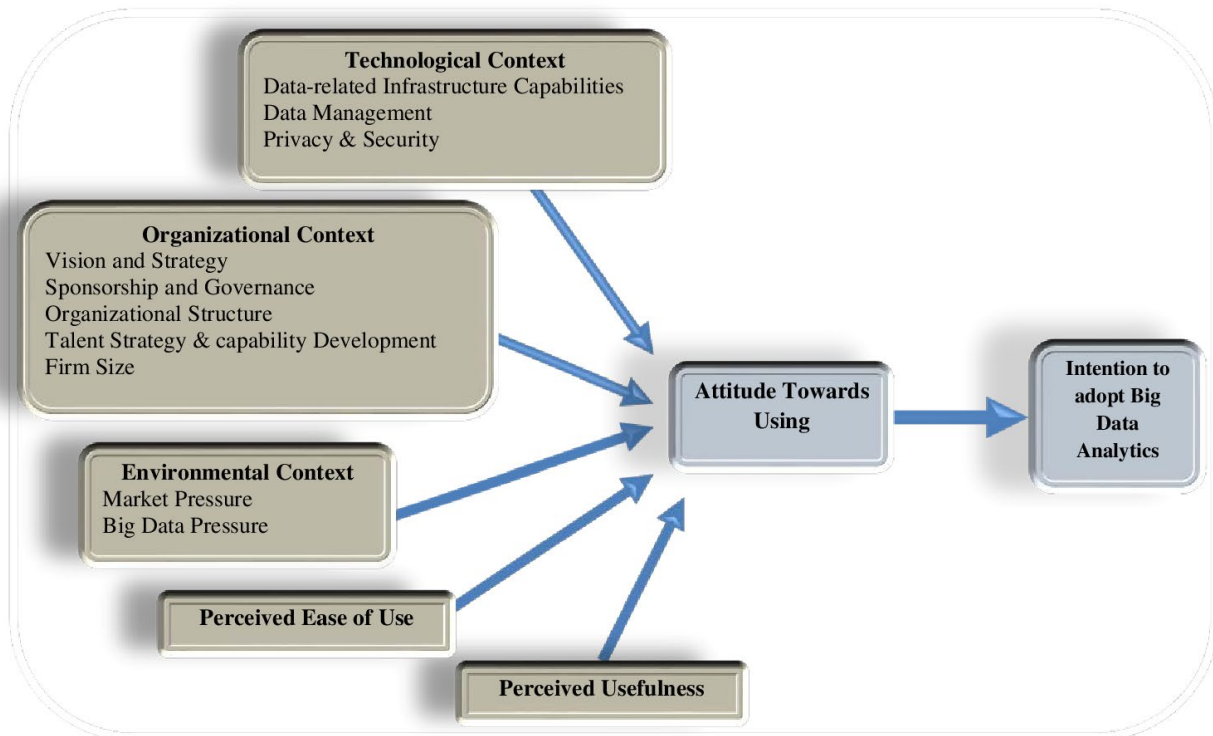 Technological Context
Data-related Infrastructure Capabilities
Data Management
Privacy & Security
Organizational Context
Vision and Strategy
Sponsorship and Governance
Organizational Structure
Talent Strategy & capability Development
Firm Size
Environmental Context
Market Pressure
Big Data Pressure
Perceived Ease of Use
Perceived Usefulness
Attitude Towards
Using
Intention to
adopt Big
Data
Analytics